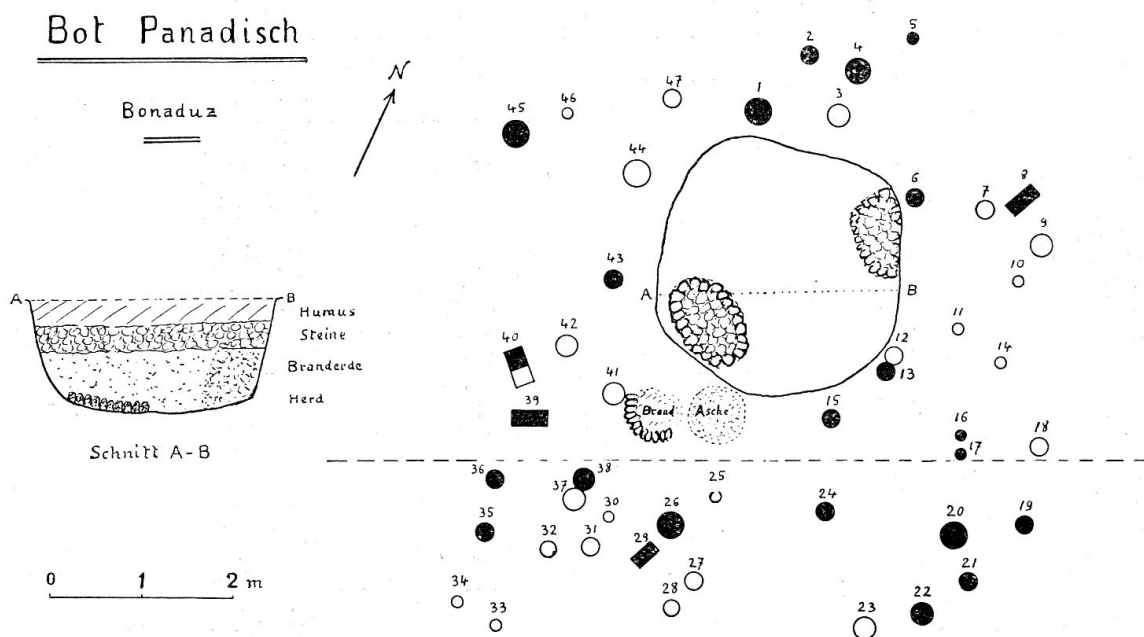 Bot Panadisch
Bonaduz
N
A B
Humus
Steine
Branderde
Herd
Schnitt A-B
0 1 2 m
5
2 4
47 1 3
45 46
44
6 7 8
9
43 10
A B
11
42 12
40 14
13
41
39 Brand Asche 15
16 18
17
36 38 25
37 24
30 26 20 19
35
32 31 29
27 21
34 28 22
33 23